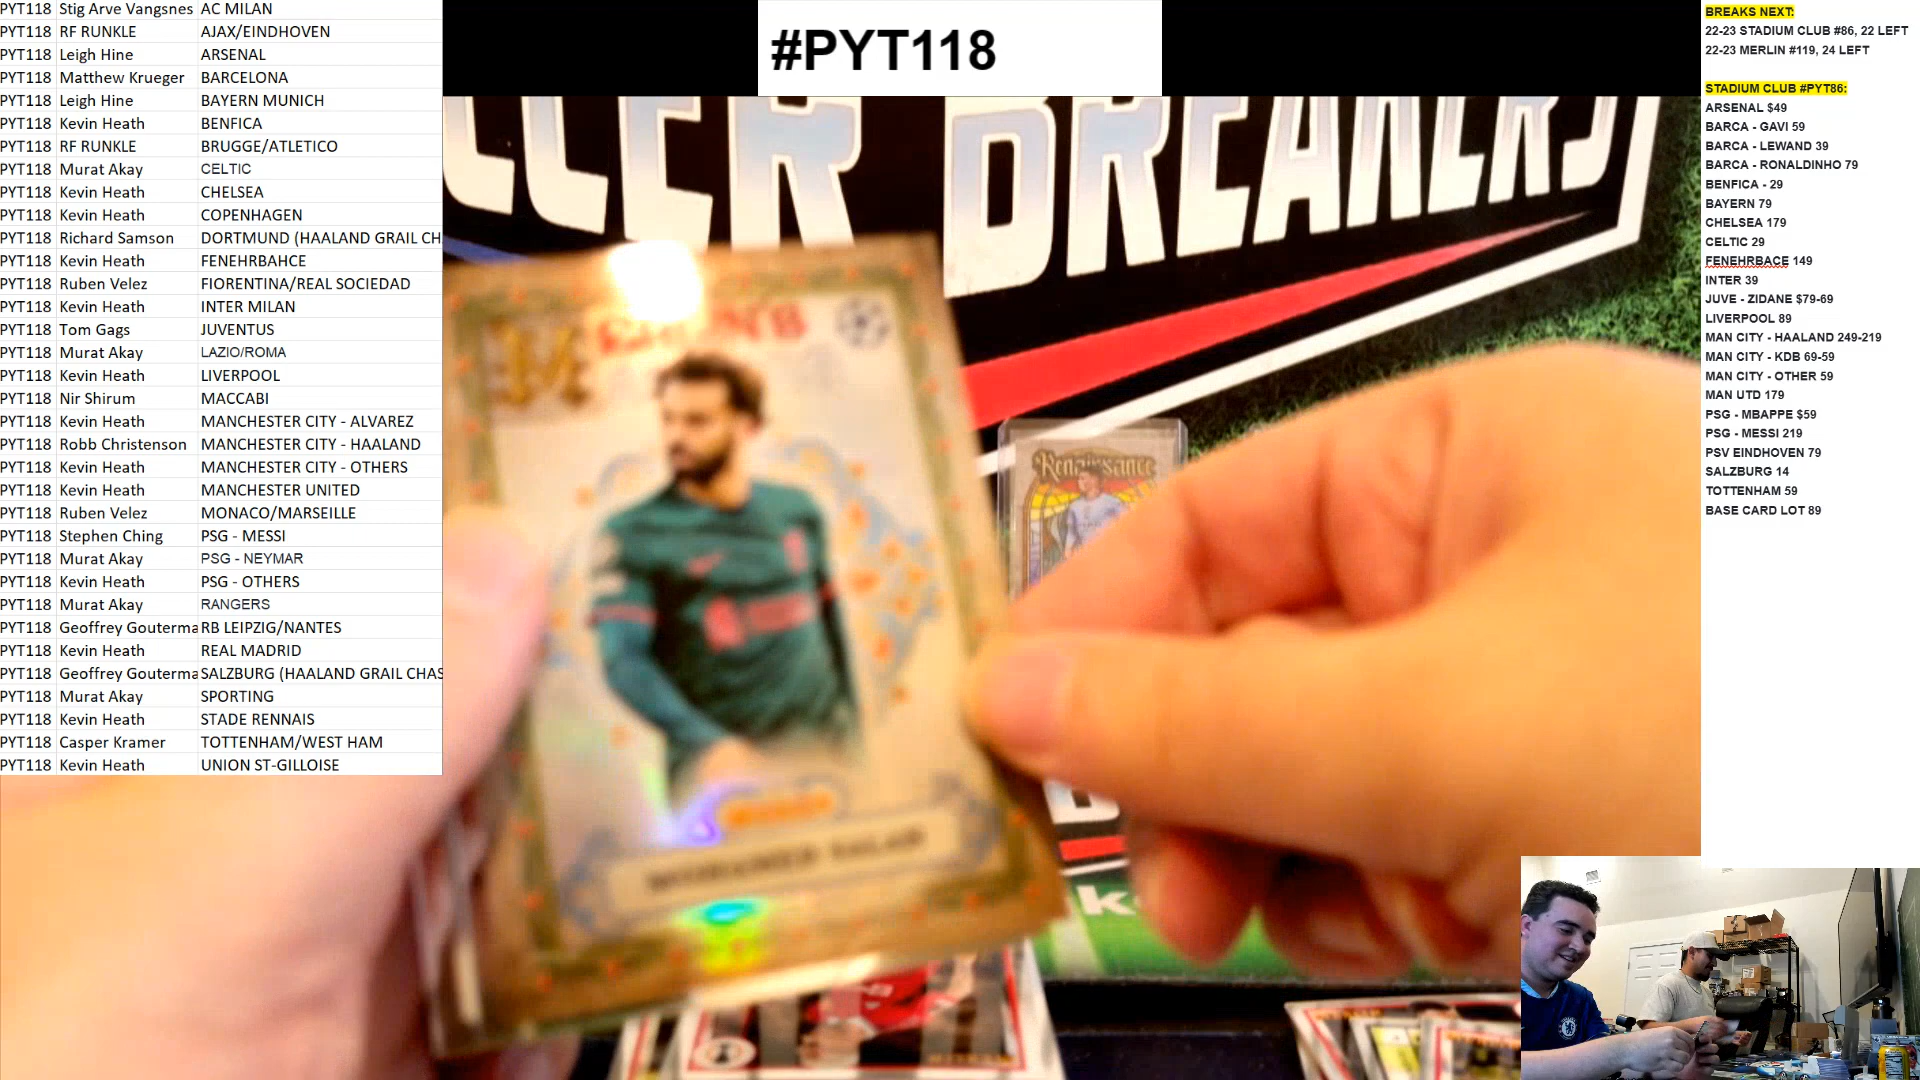 PYT118 Stig Arve Vangsnes AC MILAN
PYT118 RF RUNKLE AJAX/EINDHOVEN
PYT118 Leigh Hine ARSENAL
PYT118 Matthew Krueger BARCELONA
PYT118 Leigh Hine BAYERN MUNICH
PYT118 Kevin Heath BENFICA
PYT118 RF RUNKLE BRUGGE/ATLETICO
PYT118 Murat Akay CELTIC
PYT118 Kevin Heath CHELSEA
PYT118 Kevin Heath COPENHAGEN
PYT118 Richard Samson DORTMUND (HAALAND GRAIL CH
PYT118 Kevin Heath FENEHRBAHCE
PYT118 Ruben Velez FIORENTINA/REAL SOCIEDAD
PYT118 Kevin Heath INTER MILAN
PYT118 Tom Gags JUVENTUS
PYT118 Murat Akay LAZIO/ROMA
PYT118 Kevin Heath LIVERPOOL
PYT118 Nir Shirum MACCABI
PYT118 Kevin Heath MANCHESTER CITY - ALVAREZ
PYT118 Robb Christenson MANCHESTER CITY - HAALAND
PYT118 Kevin Heath MANCHESTER CITY - OTHERS
PYT118 Kevin Heath MANCHESTER UNITED
PYT118 Ruben Velez MONACO/MARSEILLE
PYT118 Stephen Ching PSG - MESSI
PYT118 Murat Akay PSG - NEYMAR
PYT118 Kevin Heath PSG - OTHERS
PYT118 Murat Akay RANGERS
PYT118 Geoffrey Gouterma RB LEIPZIG/NANTES
PYT118 Kevin Heath REAL MADRID
PYT118 Geoffrey Gouterma SALZBURG (HAALAND GRAIL CHAS
PYT118 Murat Akay SPORTING
PYT118 Kevin Heath STADE RENNAIS
PYT118 Casper Kramer TOTTENHAM/WEST HAM
PYT118 Kevin Heath UNION ST-GILLOISE
#PYT118
CCER BREAKERS
Renaissance
MOHAMED SALAH
BREAKS NEXT:
22-23 STADIUM CLUB #86, 22 LEFT
22-23 MERLIN #119, 24 LEFT
STADIUM CLUB #PYT86:
ARSENAL $49
BARCA - GAVI 59
BARCA - LEWAND 39
BARCA - RONALDINHO 79
BENFICA - 29
BAYERN 79
CHELSEA 179
CELTIC 29
FENEHRBACE 149
INTER 39
JUVE - ZIDANE $79-69
LIVERPOOL 89
MAN CITY - HAALAND 249-219
MAN CITY - KDB 69-59
MAN CITY - OTHER 59
MAN UTD 179
PSG - MBAPPE $59
PSG - MESSI 219
PSV EINDHOVEN 79
SALZBURG 14
TOTTENHAM 59
BASE CARD LOT 89